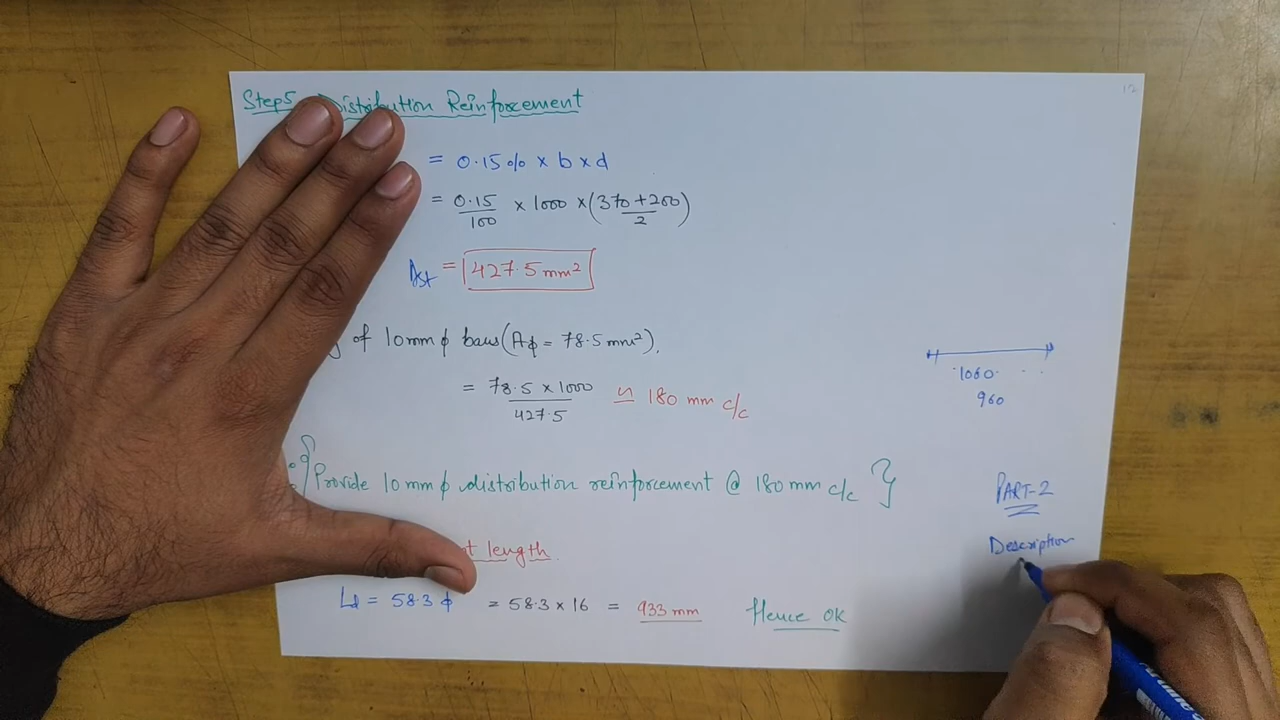 Step5 Distribution Reinforcement
= 0.15% × b × d
= 0.15/100 × 1000 × (370+200/2)
Ast = 427.5 mm²
of 10mm ϕ bars (Aϕ = 78.5 mm²),
= 78.5 × 1000/427.5 ≃ 180 mm c/c
1060
960
{Provide 10mm ϕ distribution reinforcement @ 180 mm c/c }
PART-2
Description
t length
Ld = 58.3 ϕ = 58.3 × 16 = 933 mm Hence OK